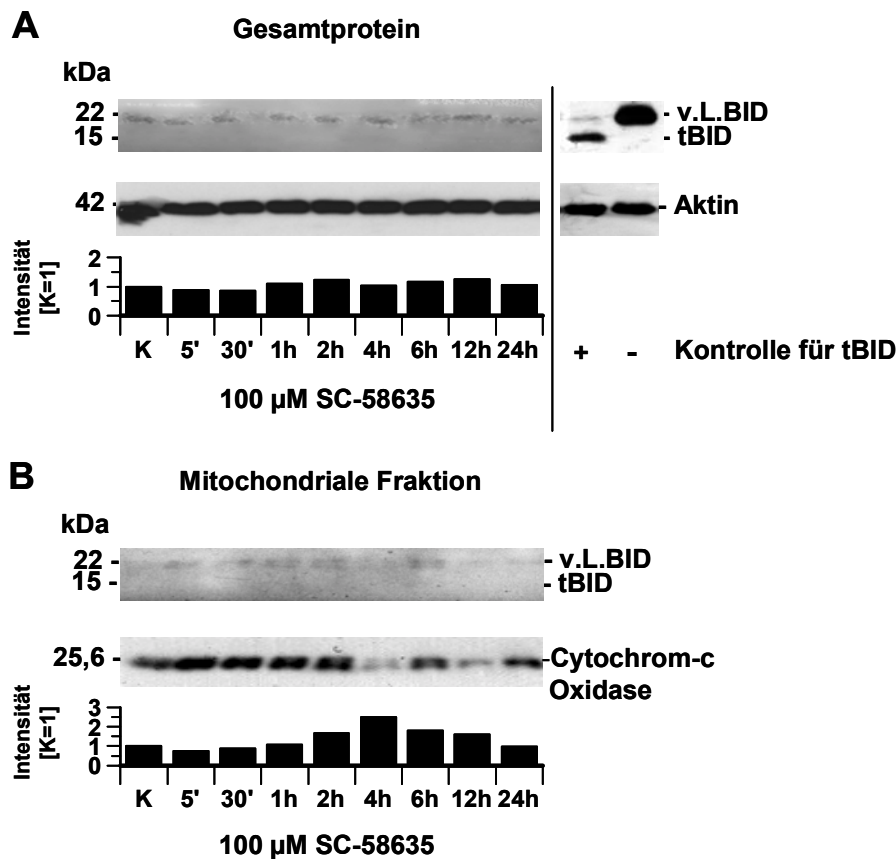 A
Gesamtprotein
kDa
22 - - v.L.BID
15 - - tBID
42 - - Aktin
Intensität
[K=1]
2
1
0
K 5' 30' 1h 2h 4h 6h 12h 24h + - Kontrolle für tBID
100 µM SC-58635
B
Mitochondriale Fraktion
kDa
22 - - v.L.BID
15 - - tBID
25,6 - -Cytochrom-c
Oxidase
Intensität
[K=1]
3
2
1
0
K 5' 30' 1h 2h 4h 6h 12h 24h
100 µM SC-58635